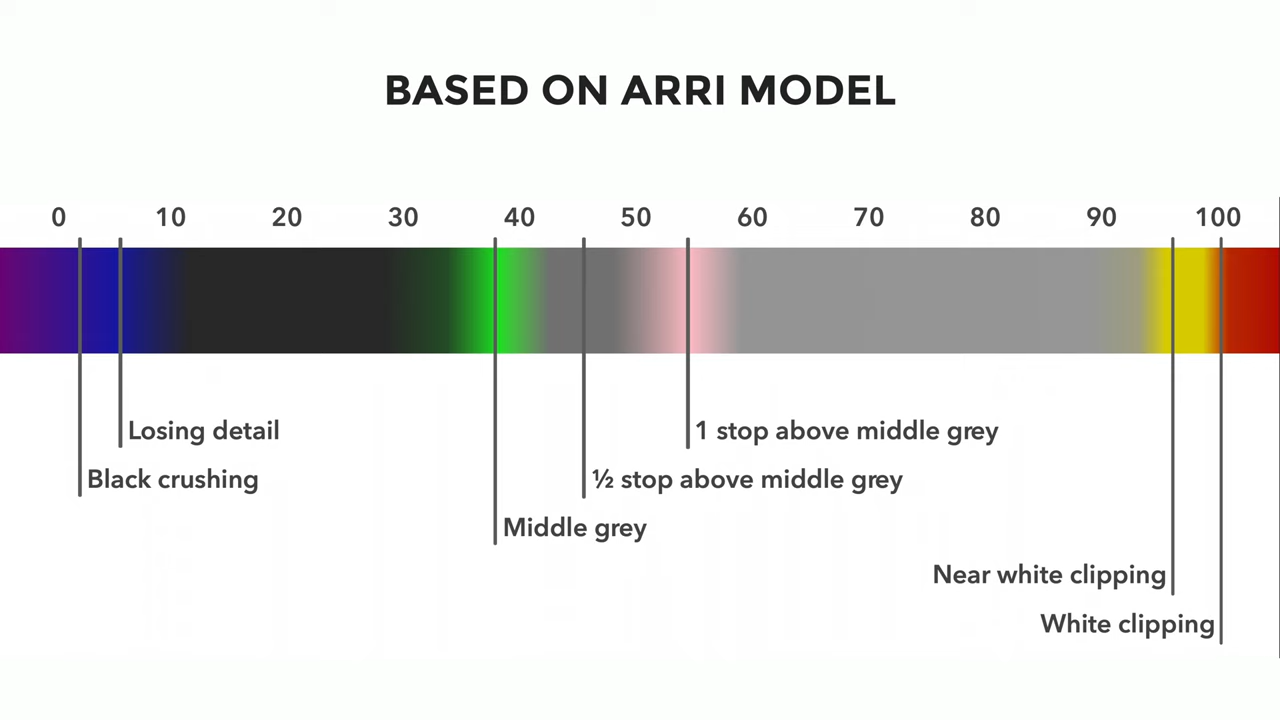 BASED ON ARRI MODEL
0 10 20 30 40 50 60 70 80 90 100
Losing detail
1 stop above middle grey
Black crushing
½ stop above middle grey
Middle grey
Near white clipping
White clipping